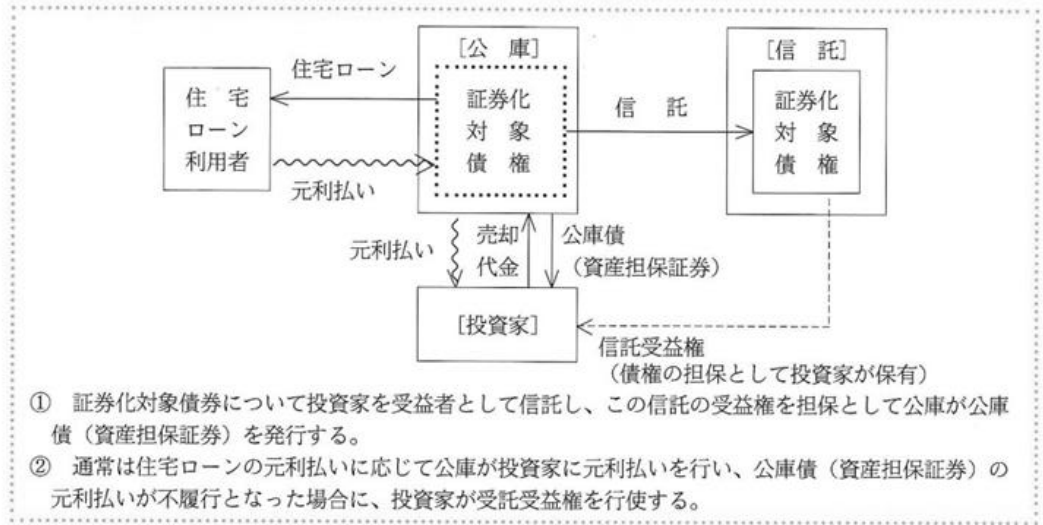 [公 庫]
[信 託]
住宅ローン
住 宅
ローン
利用者
証券化
対 象
債 権
信 託
証券化
対 象
債 権
元利払い
元利払い
売却
代金
公庫債
(資産担保証券)
[投資家]
信託受益権
(債権の担保として投資家が保有)
① 証券化対象債券について投資家を受益者として信託し、この信託の受益権を担保として公庫が公庫
債(資産担保証券)を発行する。
② 通常は住宅ローンの元利払いに応じて公庫が投資家に元利払いを行い、公庫債(資産担保証券)の
元利払いが不履行となった場合に、投資家が受託受益権を行使する。